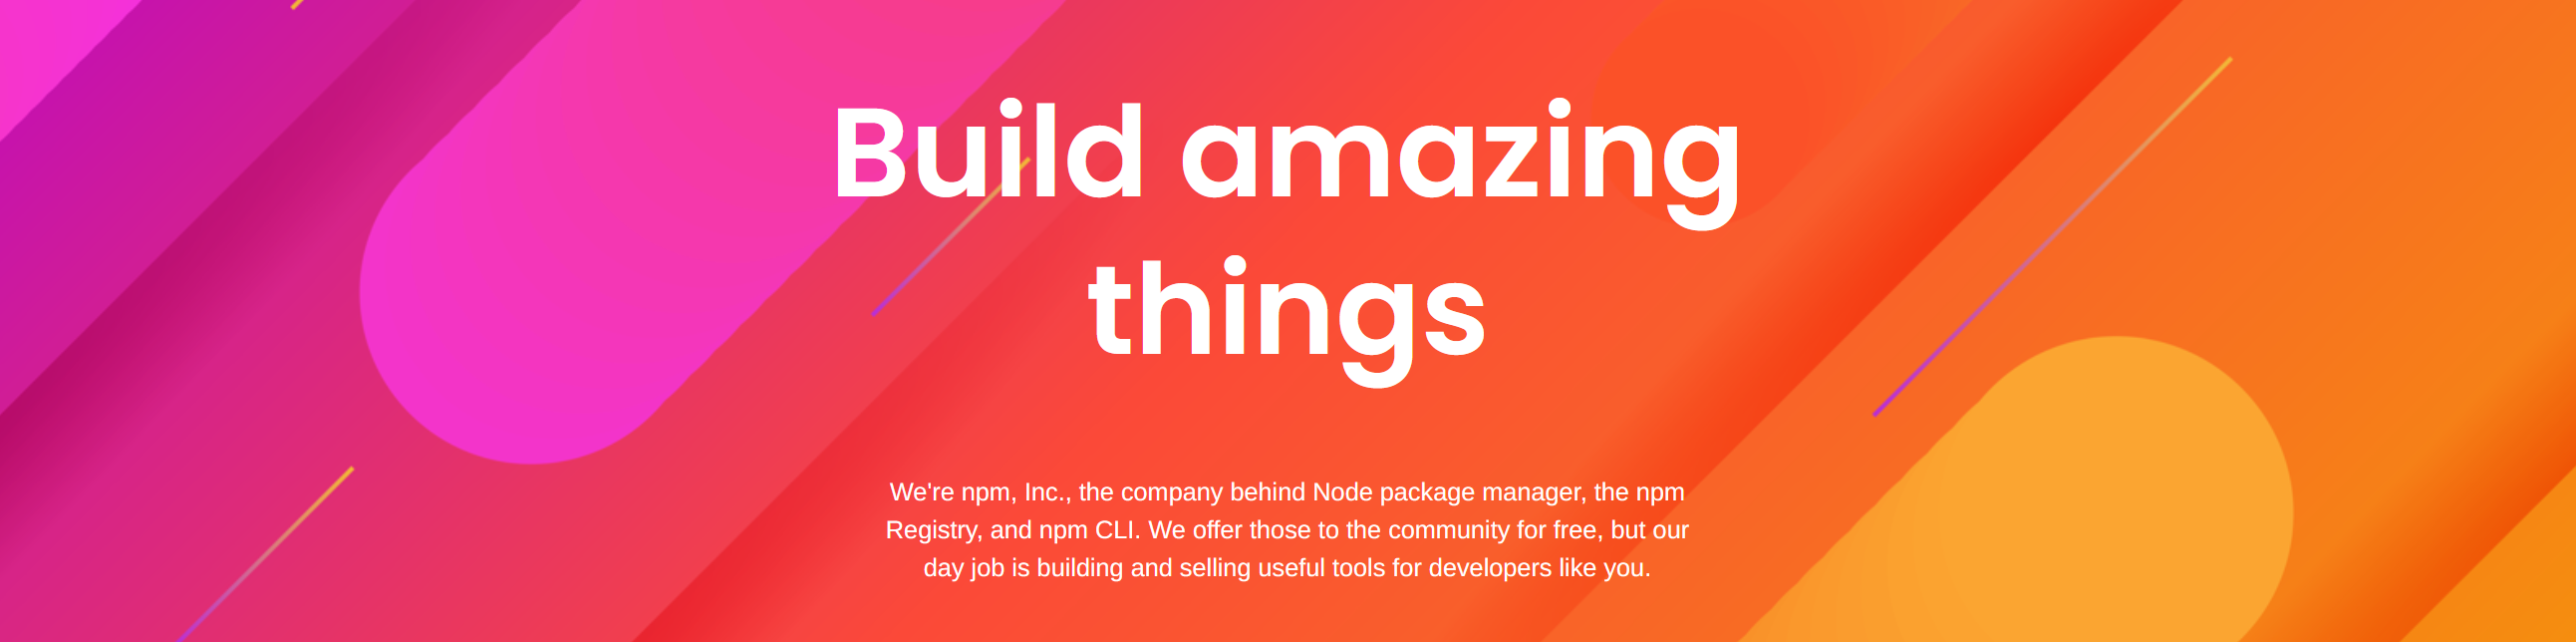 Build amazing
things
We're npm, Inc., the company behind Node package manager, the npm
Registry, and npm CLI. We offer those to the community for free, but our
day job is building and selling useful tools for developers like you.